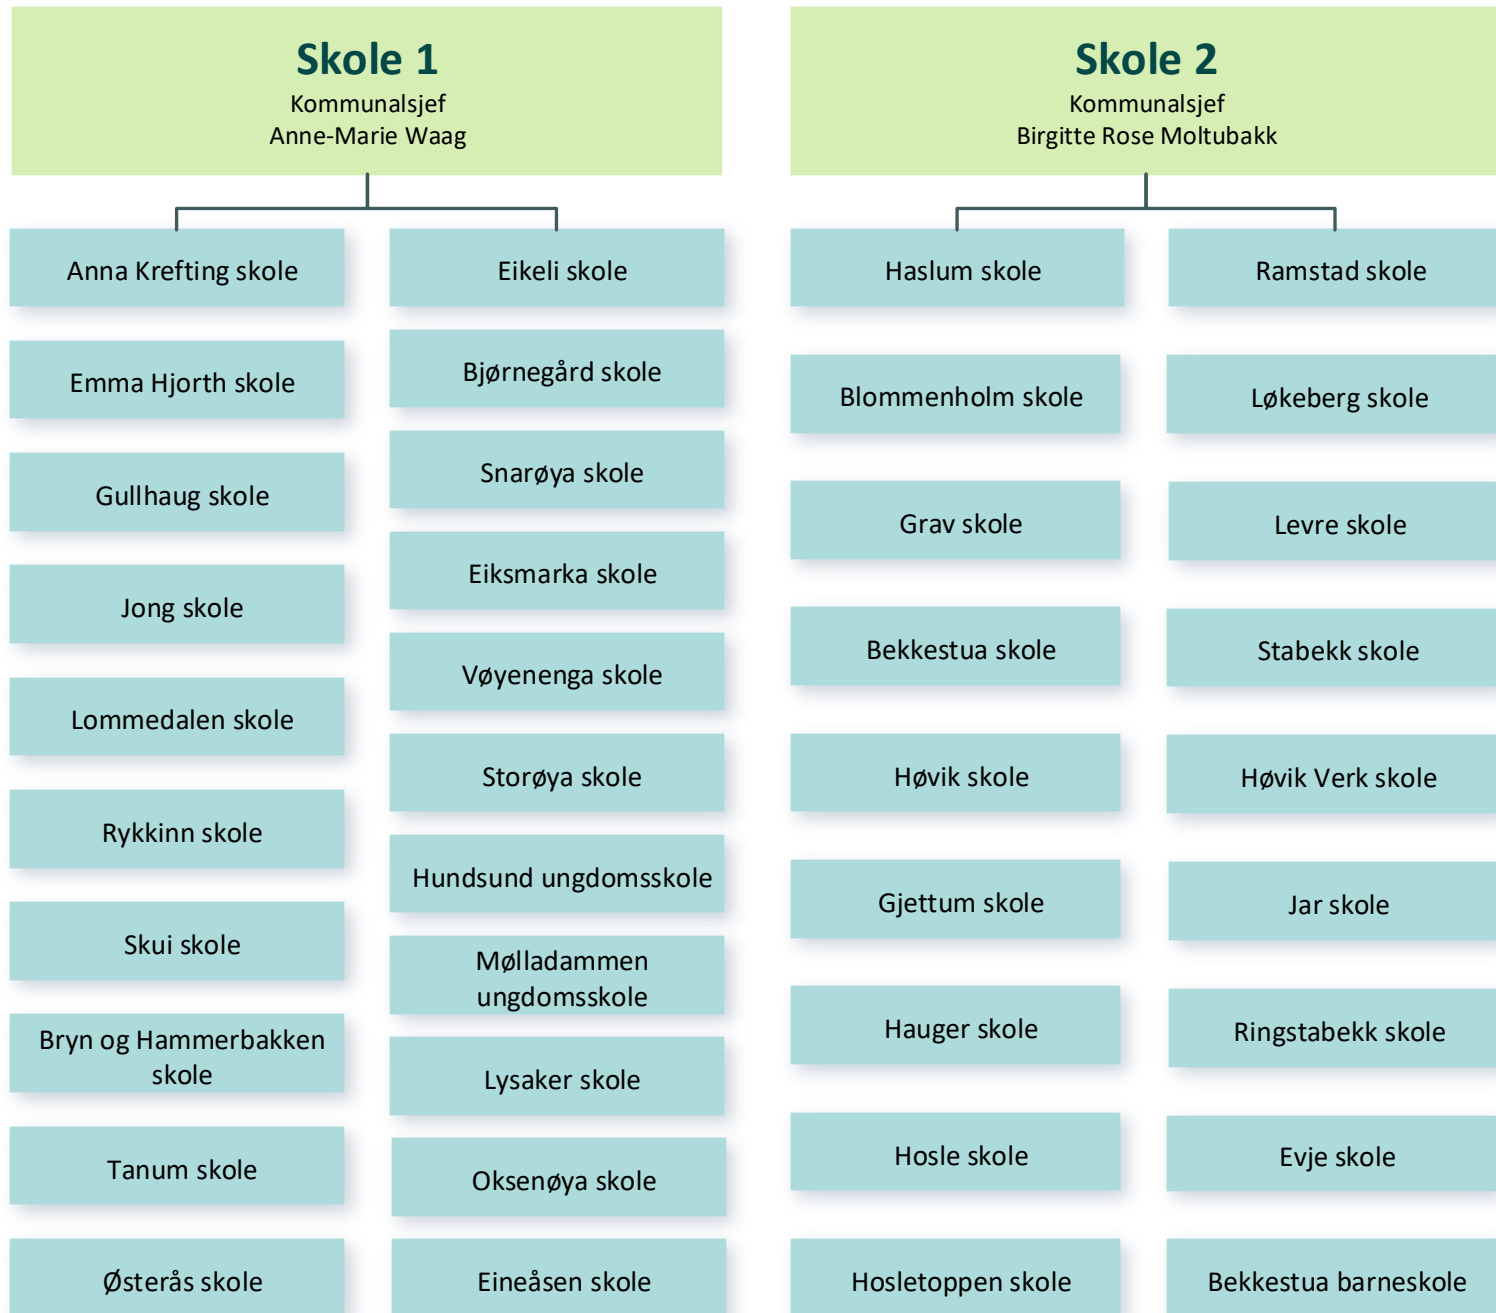 Skole 1
Kommunalsjef
Anne-Marie Waag
Anna Krefting skole
Emma Hjorth skole
Gullhaug skole
Jong skole
Lommedalen skole
Rykkinn skole
Skui skole
Bryn og Hammerbakken
skole
Tanum skole
Østerås skole
Eikeli skole
Bjørnegård skole
Snarøya skole
Eiksmarka skole
Vøyenenga skole
Storøya skole
Hundsund ungdomsskole
Mølladammen
ungdomsskole
Lysaker skole
Oksenøya skole
Eineåsen skole
Skole 2
Kommunalsjef
Birgitte Rose Moltubakk
Haslum skole
Blommenholm skole
Grav skole
Bekkestua skole
Høvik skole
Gjettum skole
Hauger skole
Hosle skole
Hosletoppen skole
Ramstad skole
Løkeberg skole
Levre skole
Stabekk skole
Høvik Verk skole
Jar skole
Ringstabekk skole
Evje skole
Bekkestua barneskole